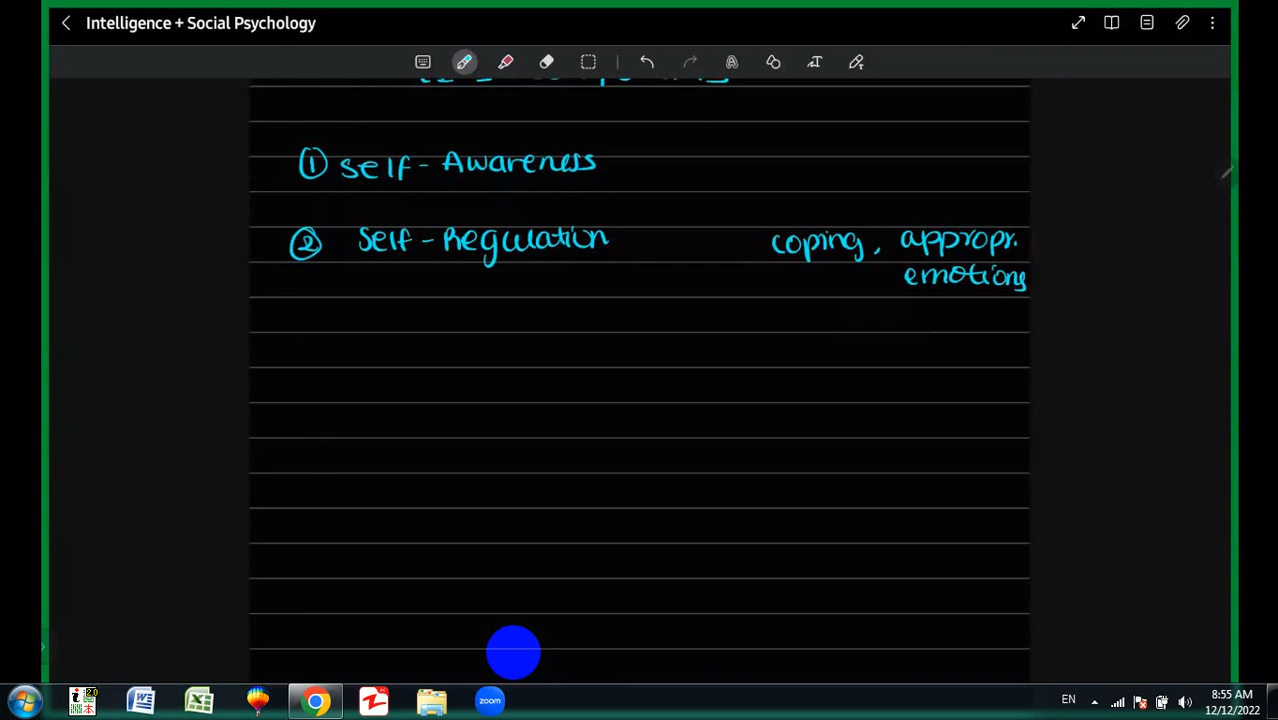 Intelligence + Social Psychology
① Self - Awareness
② Self - Regulation coping, appropr.
emotions
zoom
EN
8:55 AM
12/12/2022